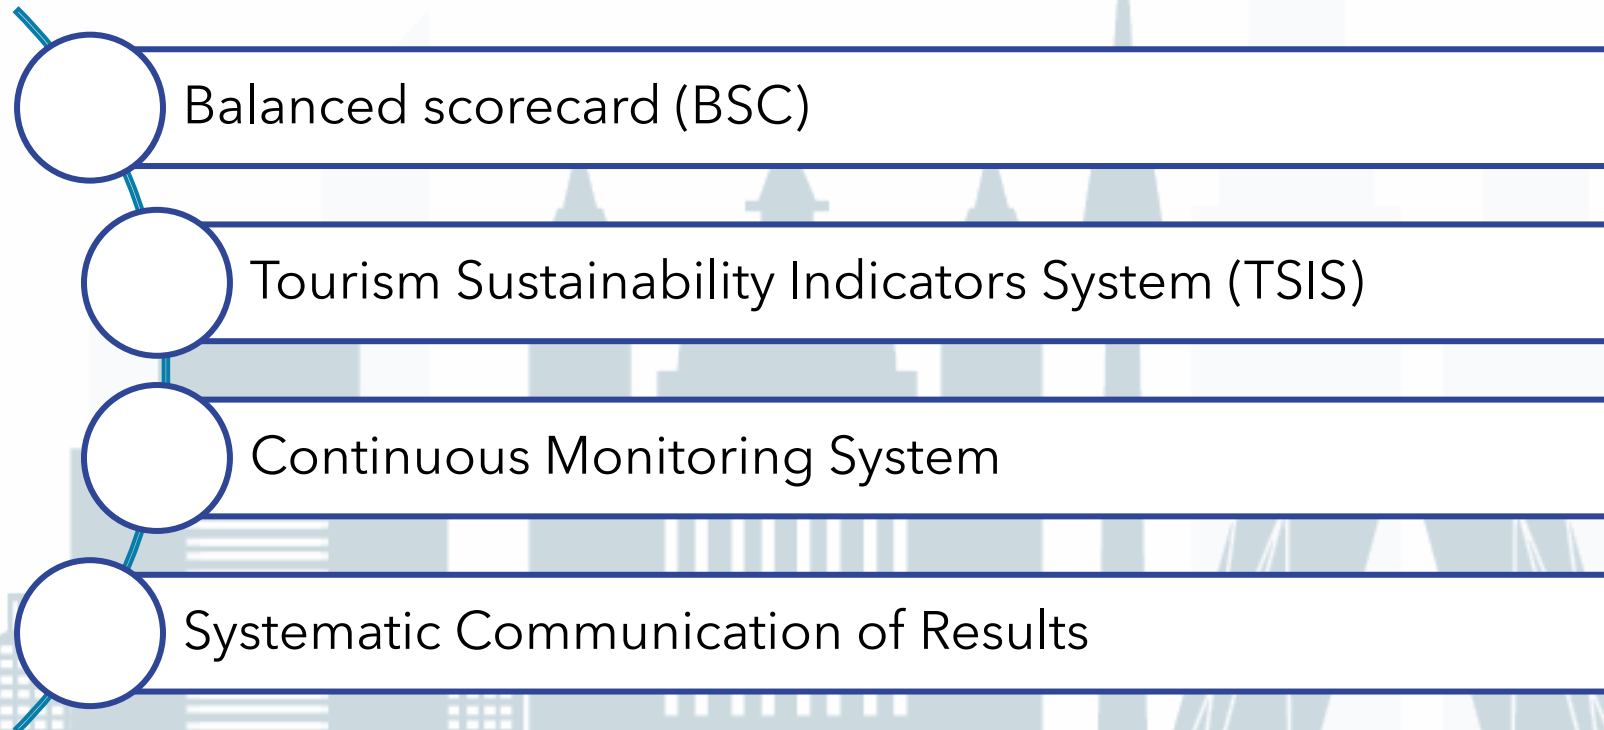 Balanced scorecard (BSC)
Tourism Sustainability Indicators System (TSIS)
Continuous Monitoring System
Systematic Communication of Results